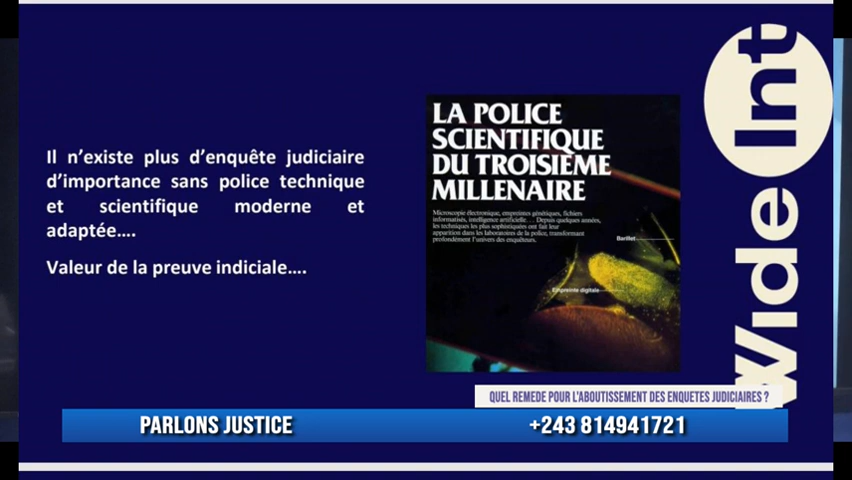 Il n'existe plus d'enquête judiciaire
d'importance sans police technique
et scientifique moderne et
adaptée....
Valeur de la preuve indiciale....
LA POLICE
SCIENTIFIQUE
DU TROISIÈME
MILLENAIRE
Microscopie électronique, empreintes génétiques, fichiers
informatisés, intelligence artificielle... Depuis quelques années,
les techniques les plus sophistiquées ont fait leur
apparition dans les laboratoires de la police, transformant
profondément l'univers des enquêteurs.
Barillet
Empreinte digitale
Wide Int
QUEL REMEDE POUR L'ABOUTISSEMENT DES ENQUETES JUDICIAIRES ?
PARLONS JUSTICE
+243 814941721